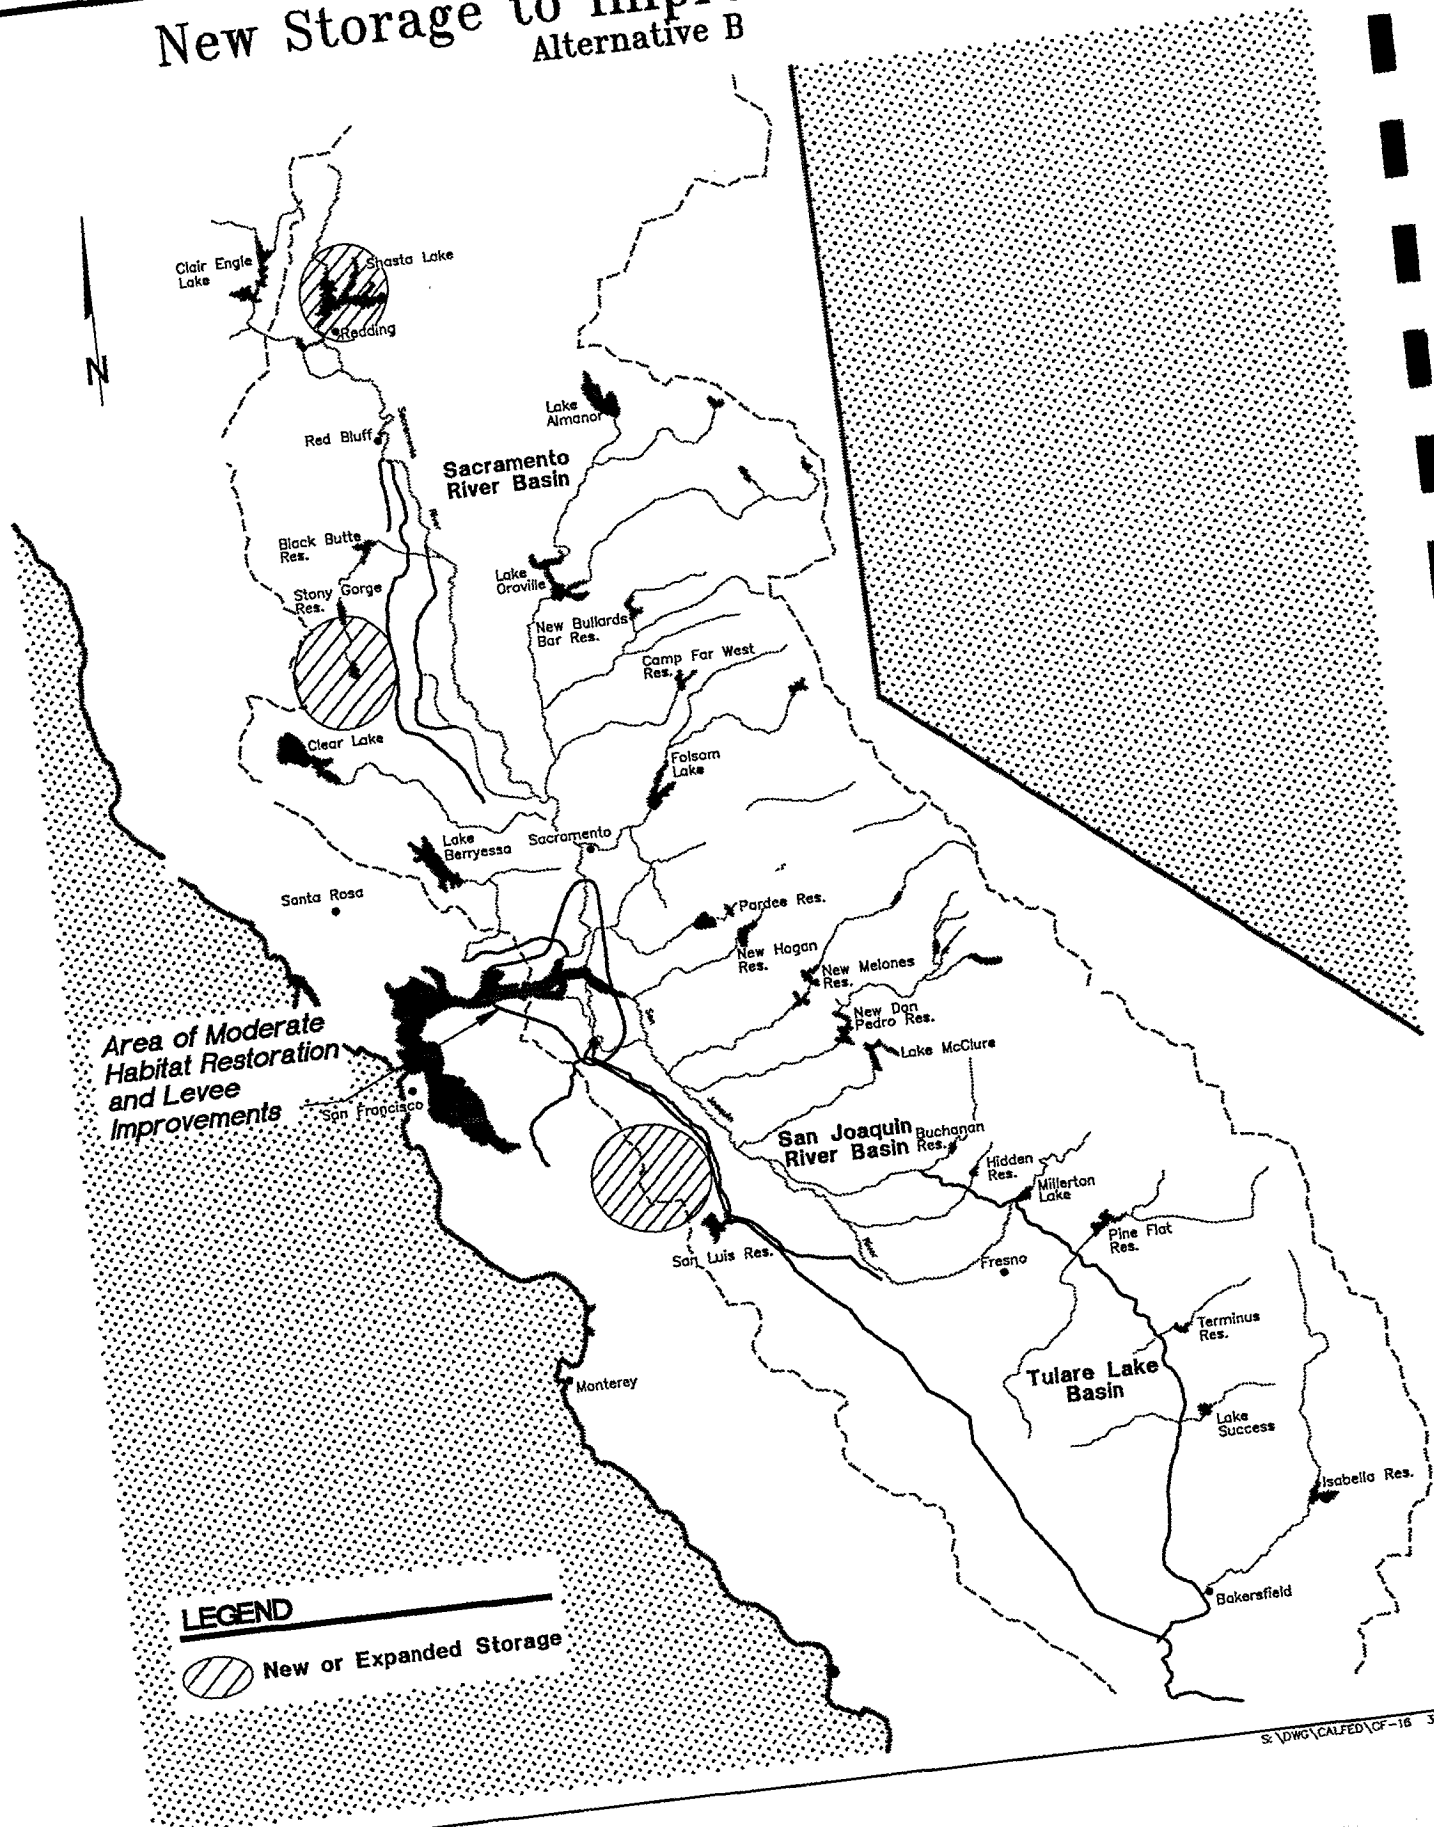 New Storage to
Alternative B
Clair Engle
Lake
Shasta Lake
Redding
N
Lake
Almanor
Red Bluff
Sacramento
River Basin
River
Black Butte
Res.
Stony Gorge
Res.
Lake
Oroville
New Bullards
Bar Res.
Camp Far West
Res.
Clear Lake
Folsom
Lake
Lake
Berryessa
Sacramento
Santa Rosa
Pardee Res.
New Hogan
Res.
New Melones
Res.
New Don
Pedro Res.
Lake McClure
San
Joaquin
River
Area of Moderate
Habitat Restoration
and Levee
Improvements
San Francisco
San Joaquin
River Basin
Buchanan
Res.
Hidden
Res.
Millerton
Lake
Pine Flat
Res.
San Luis Res.
Fresno
Terminus
Res.
Tulare Lake
Basin
Monterey
Lake
Success
Isabella Res.
Bakersfield
LEGEND
New or Expanded Storage
S:\DWG\CALFED\CF-16 3